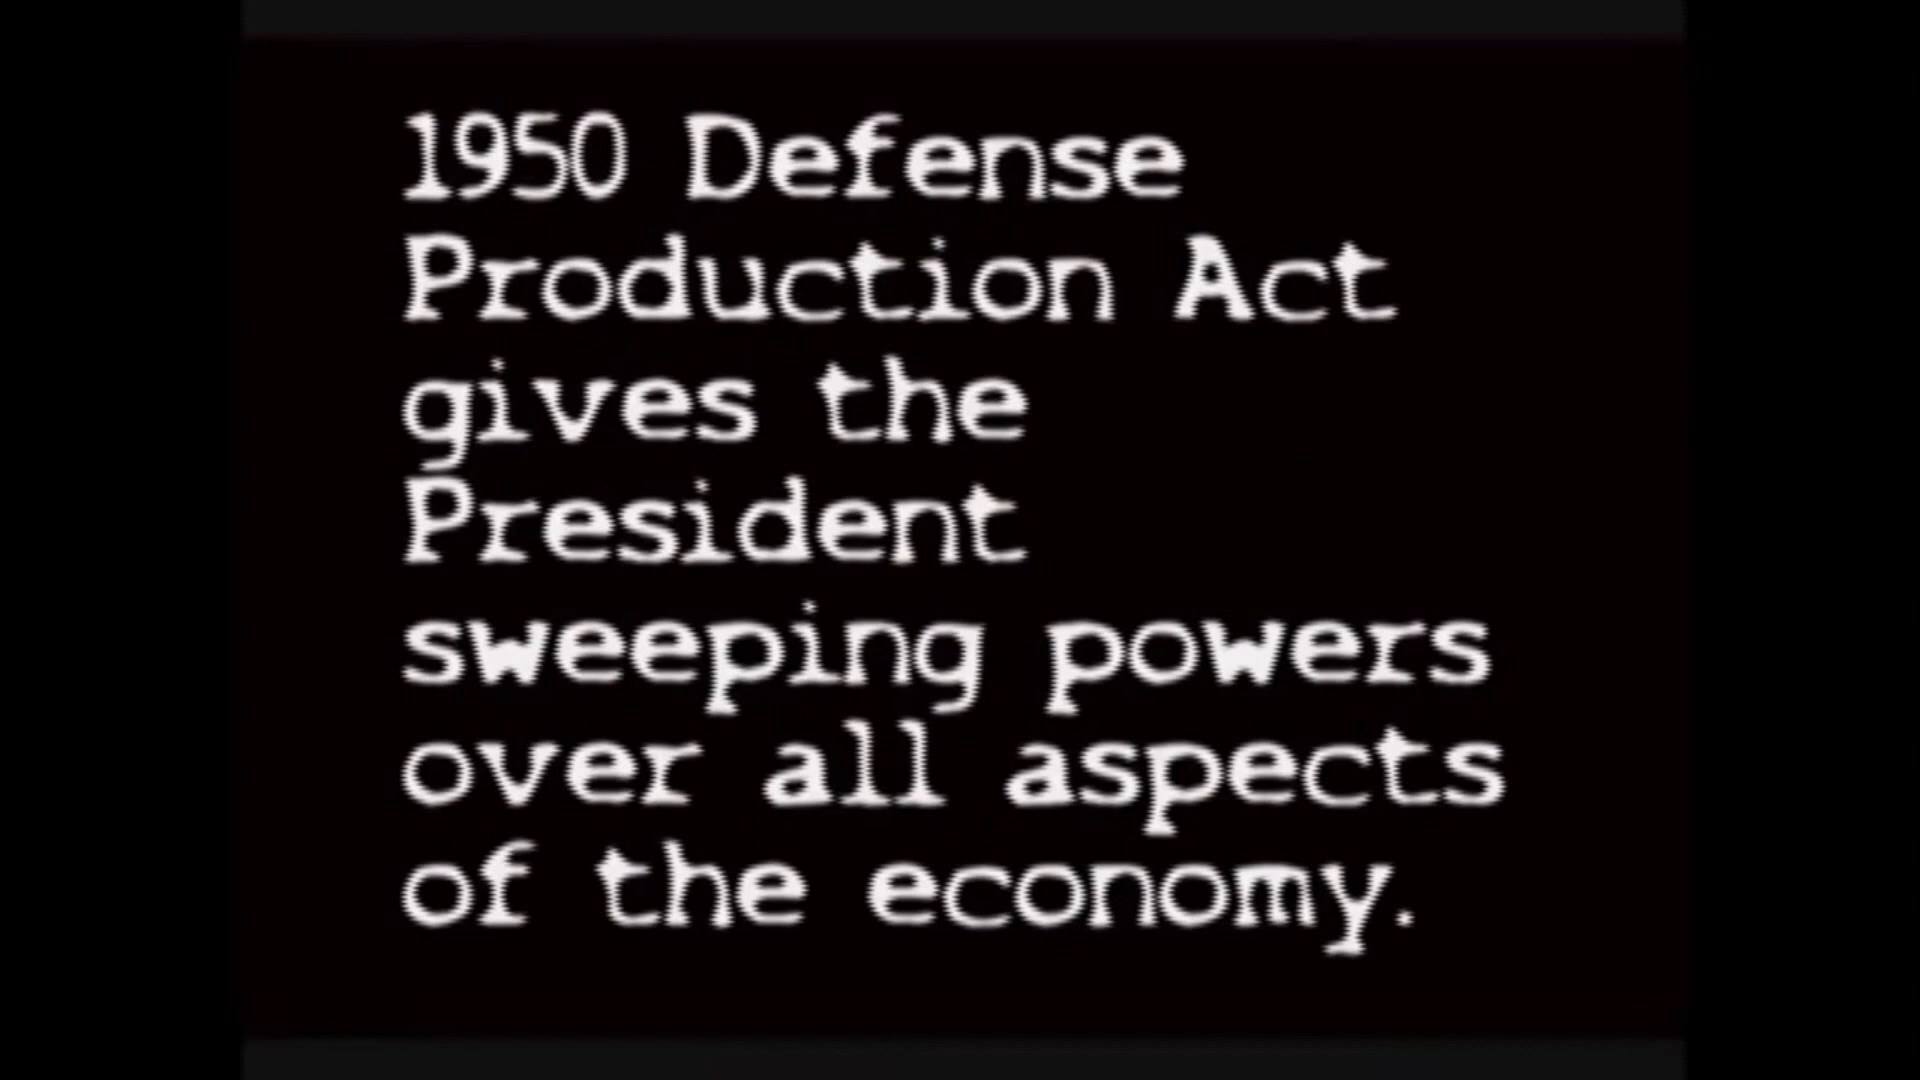 1950 Defense
Production Act
gives the
President
sweeping powers
over all aspects
of the economy.